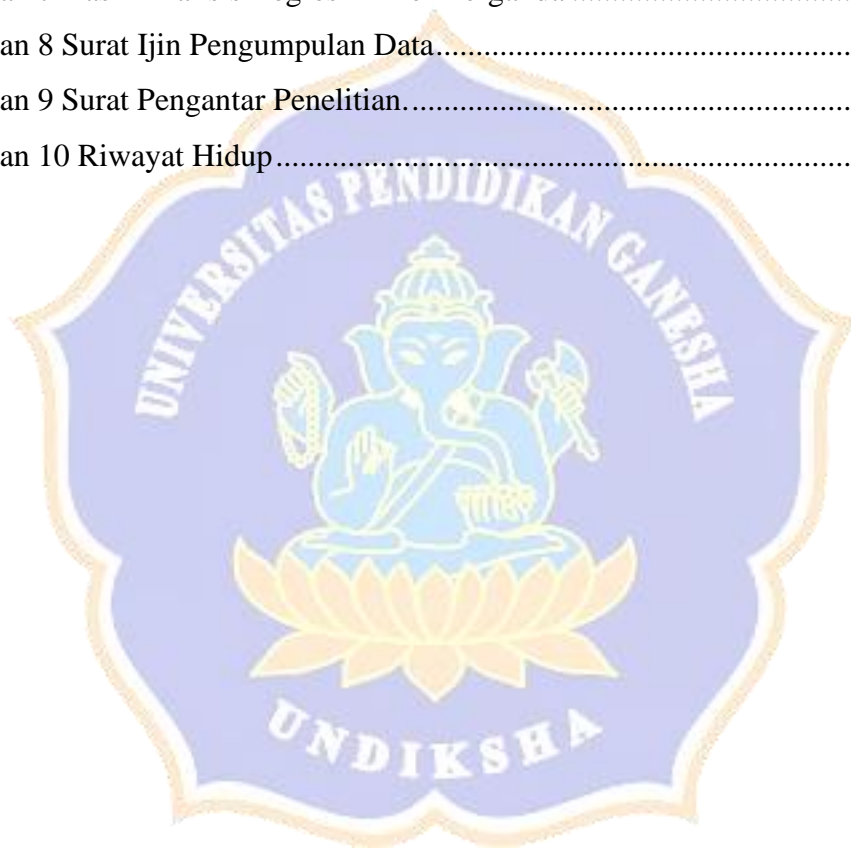 an 8 Surat Ijin Pengumpulan Data
an 9 Surat Pengantar Penelitian
an 10 Riwayat Hidup
UNIVERSITAS PENDIDIKAN GANESHA
UNDIKSHA